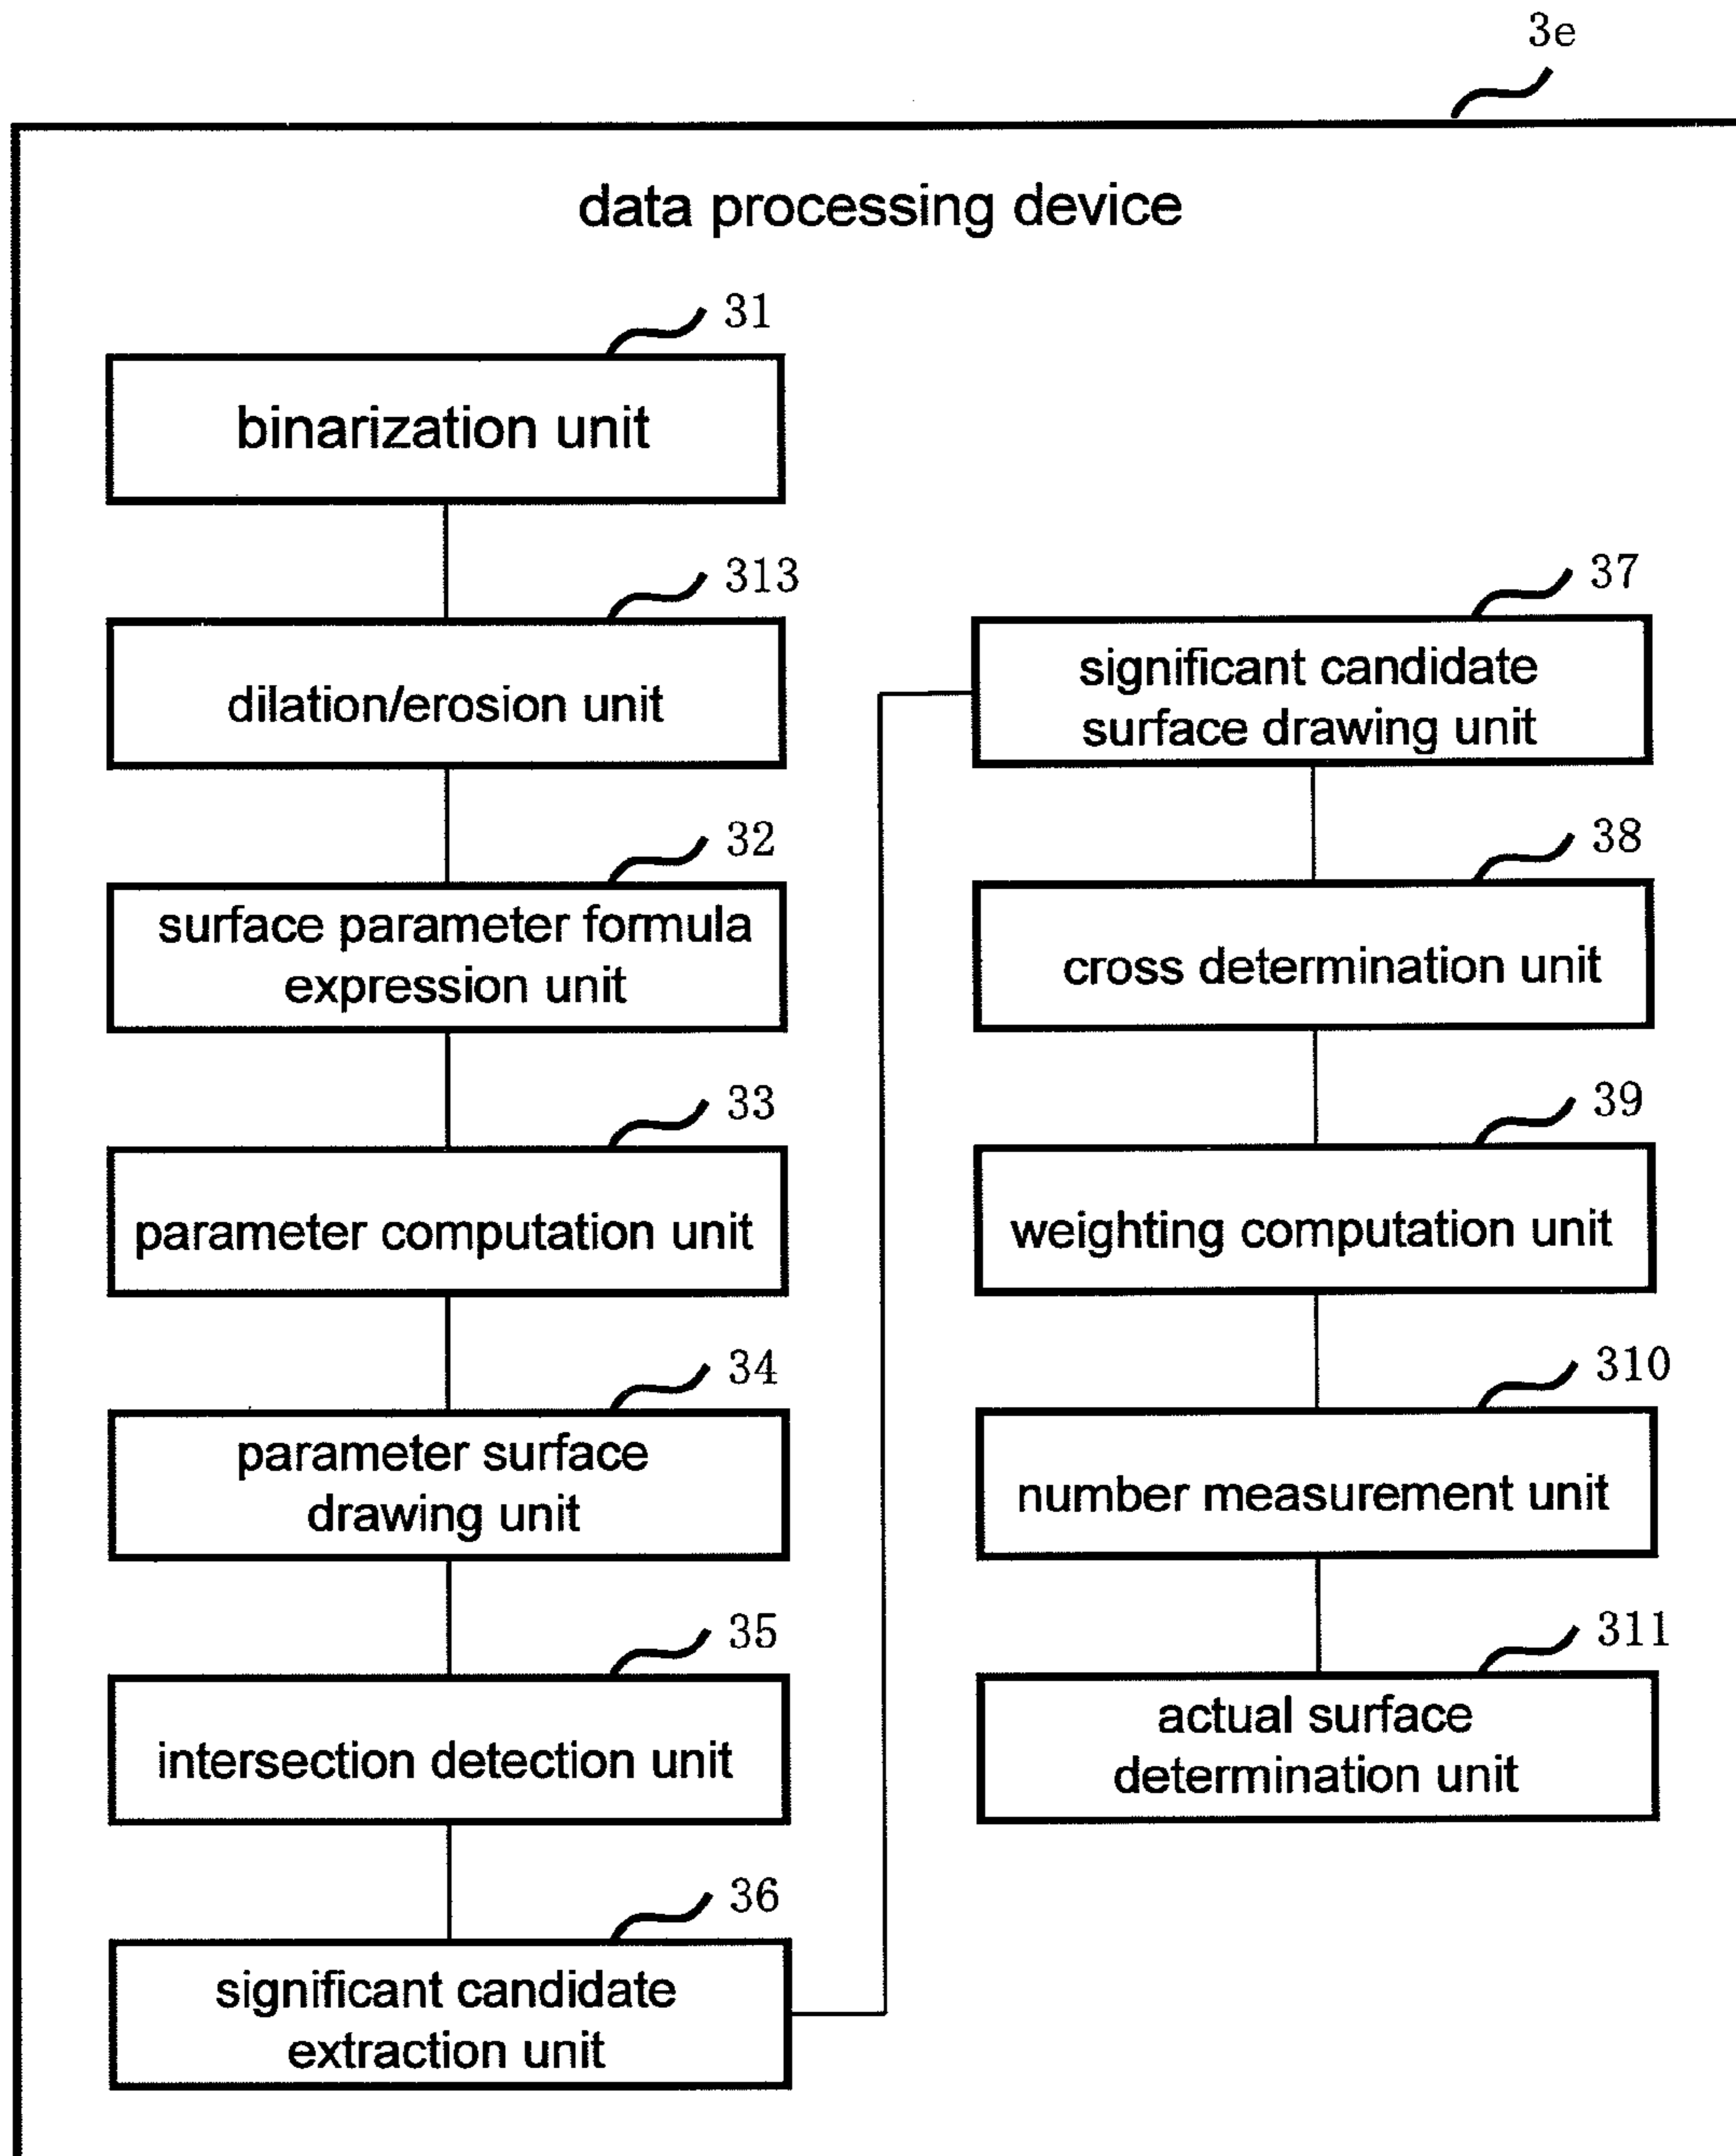 3e
data processing device
31
binarization unit
313
dilation/erosion unit
32
surface parameter formula
expression unit
33
parameter computation unit
34
parameter surface
drawing unit
35
intersection detection unit
36
significant candidate
extraction unit
37
significant candidate
surface drawing unit
38
cross determination unit
39
weighting computation unit
310
number measurement unit
311
actual surface
determination unit